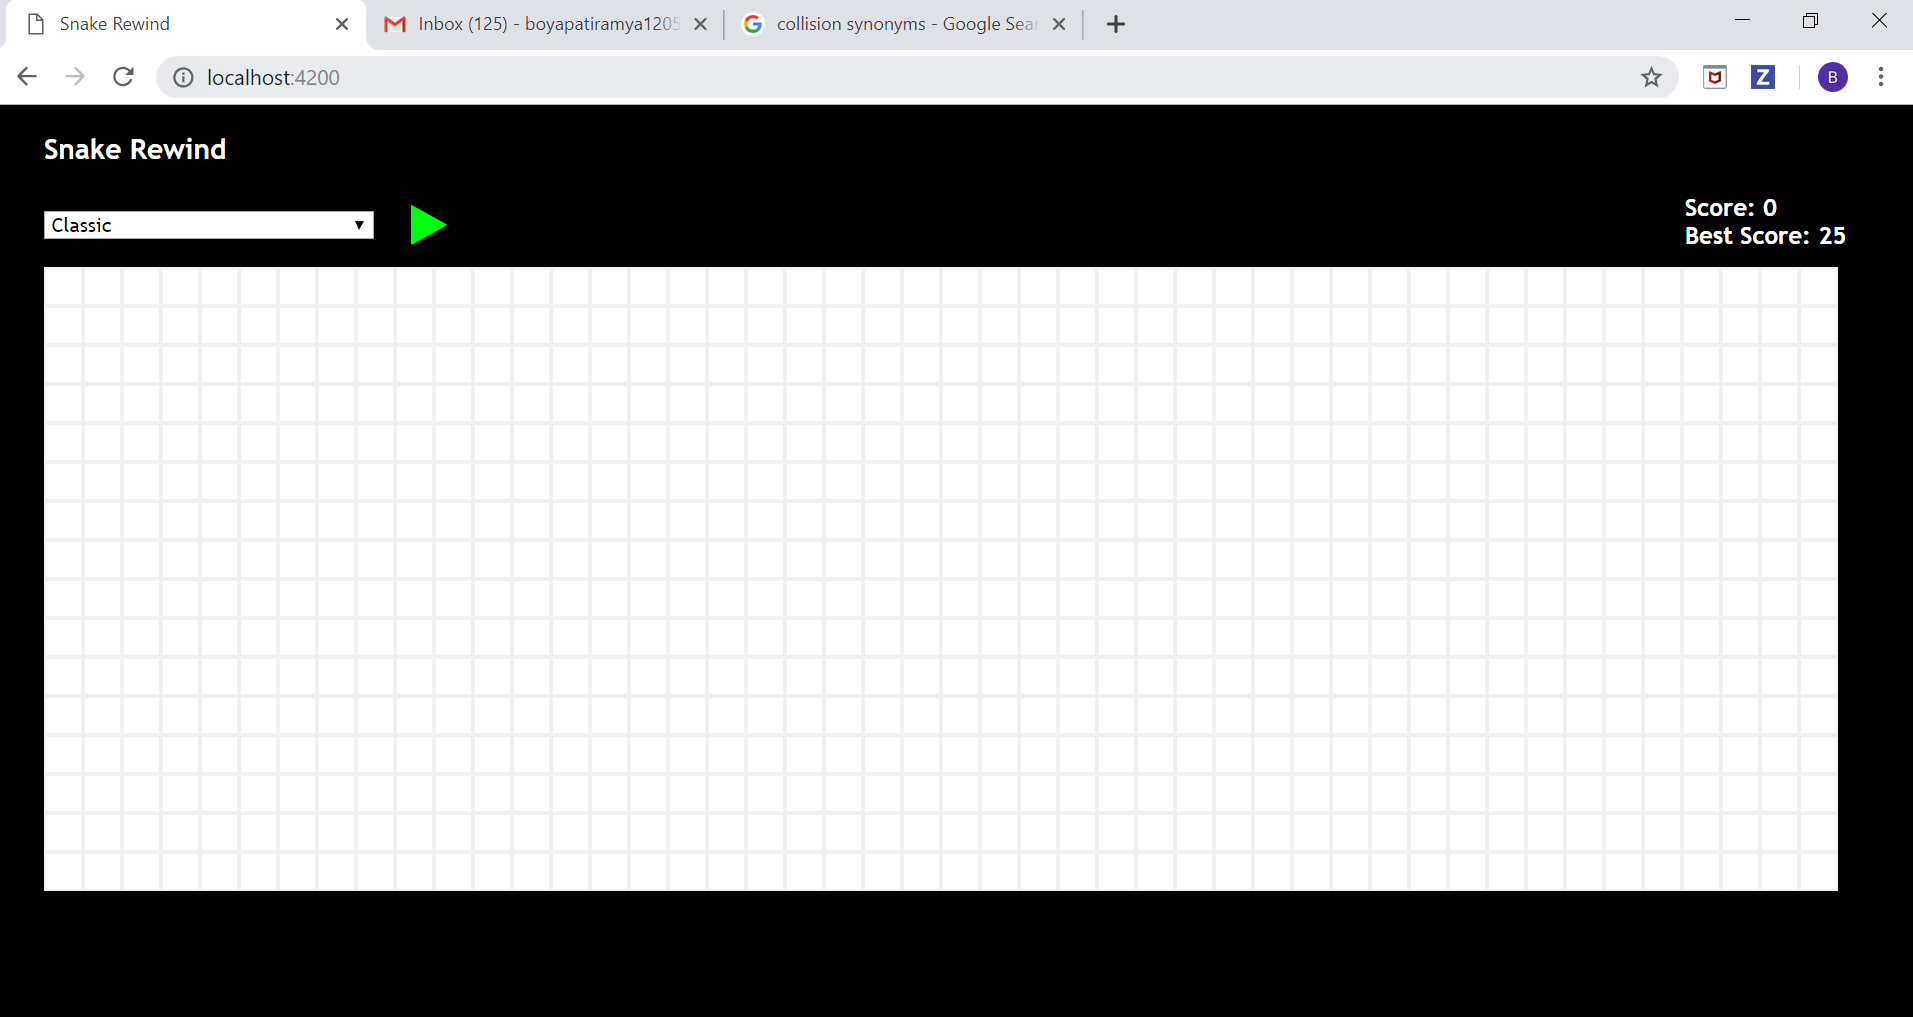 Snake Rewind
Inbox (125) - boyapatiramya1205
collision synonyms - Google Sear
localhost:4200
Z
B
Snake Rewind
Classic
Score: 0
Best Score: 25